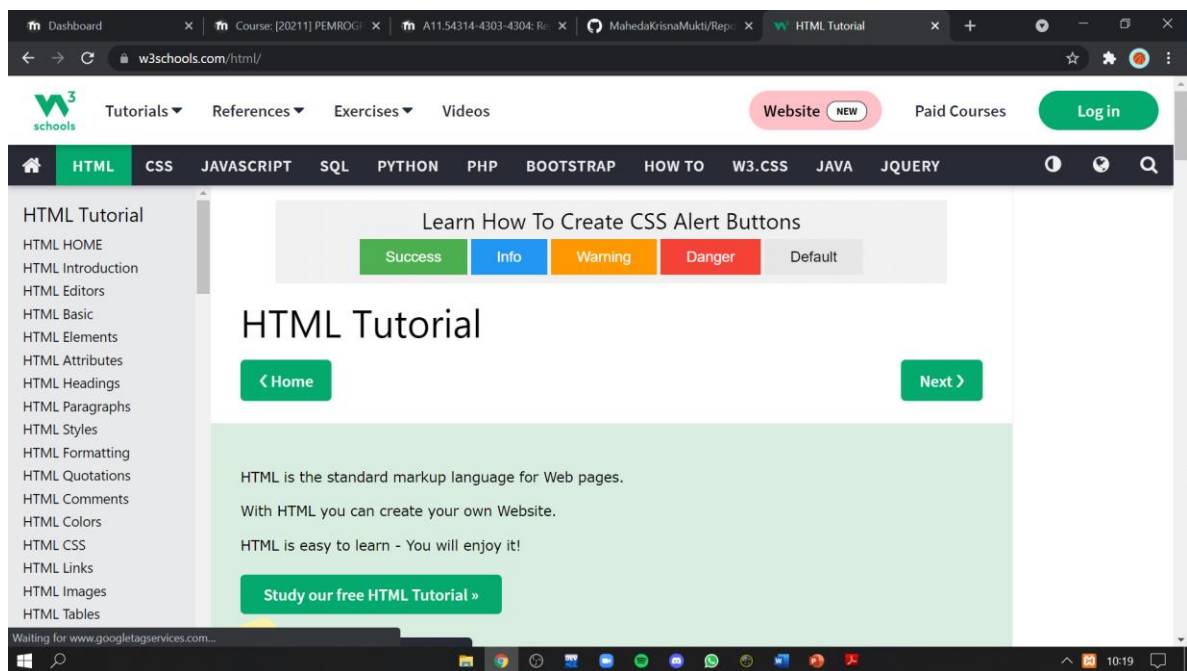 Dashboard Course: [20211] PEMROG A11.54314-4303-4304: Re MahedaKrisnaMukti/Repo HTML Tutorial
w3schools.com/html/
W3 schools Tutorials References Exercises Videos Website NEW Paid Courses Log in
HTML CSS JAVASCRIPT SQL PYTHON PHP BOOTSTRAP HOW TO W3.CSS JAVA JQUERY
HTML Tutorial
HTML HOME
HTML Introduction
HTML Editors
HTML Basic
HTML Elements
HTML Attributes
HTML Headings
HTML Paragraphs
HTML Styles
HTML Formatting
HTML Quotations
HTML Comments
HTML Colors
HTML CSS
HTML Links
HTML Images
HTML Tables
Learn How To Create CSS Alert Buttons
Success Info Warning Danger Default
HTML Tutorial
❮ Home Next ❯
HTML is the standard markup language for Web pages.
With HTML you can create your own Website.
HTML is easy to learn - You will enjoy it!
Study our free HTML Tutorial »
Waiting for www.googletagservices.com...
10:19